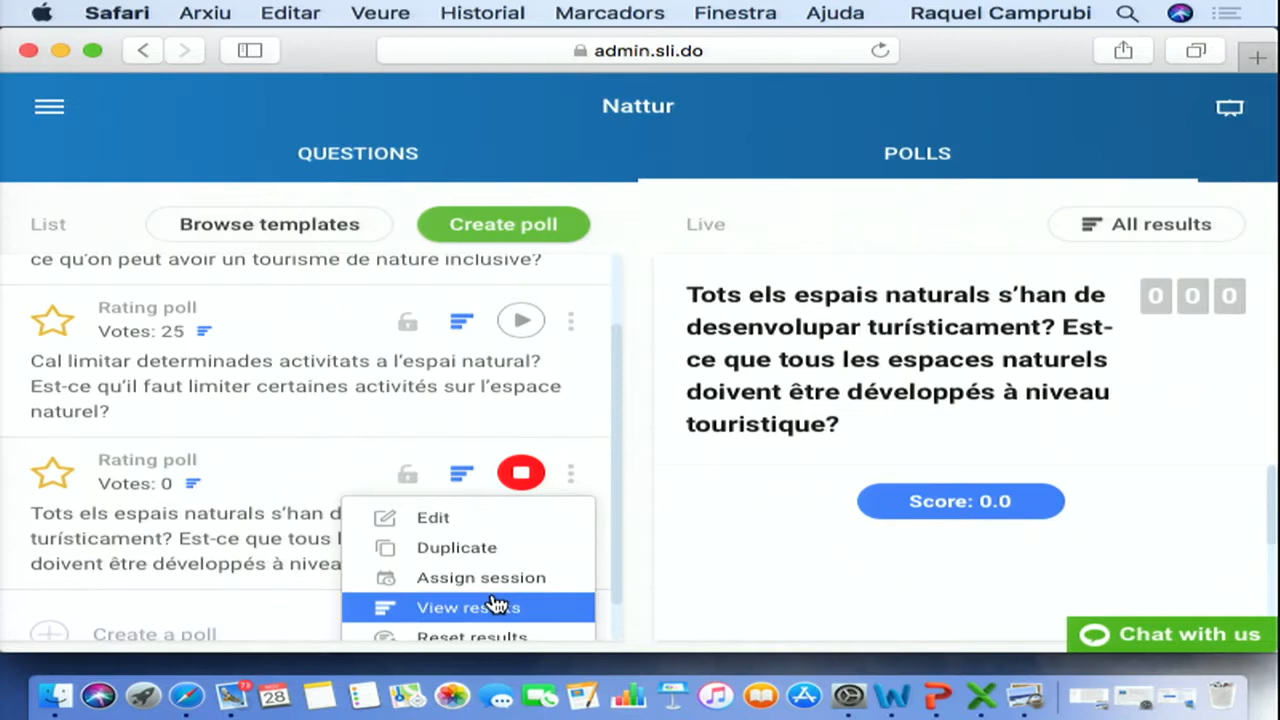 Safari Arxiu Editar Veure Historial Marcadors Finestra Ajuda Raquel Camprubi
admin.sli.do
Nattur
QUESTIONS POLLS
List Browse templates Create poll
ce qu'on peut avoir un tourisme de nature inclusive?
Rating poll
Votes: 25
Cal limitar determinades activitats a l'espai natural?
Est-ce qu'il faut limiter certaines activités sur l'espace
naturel?
Rating poll
Votes: 0
Tots els espais naturals s'han d
turísticament? Est-ce que tous l
doivent être développés à nivea
Create a poll
Edit
Duplicate
Assign session
View results
Reset results
Live All results
Tots els espais naturals s'han de
desenvolupar turísticament? Est-
ce que tous les espaces naturels
doivent être développés à niveau
touristique?
0 0 0
Score: 0.0
Chat with us
28